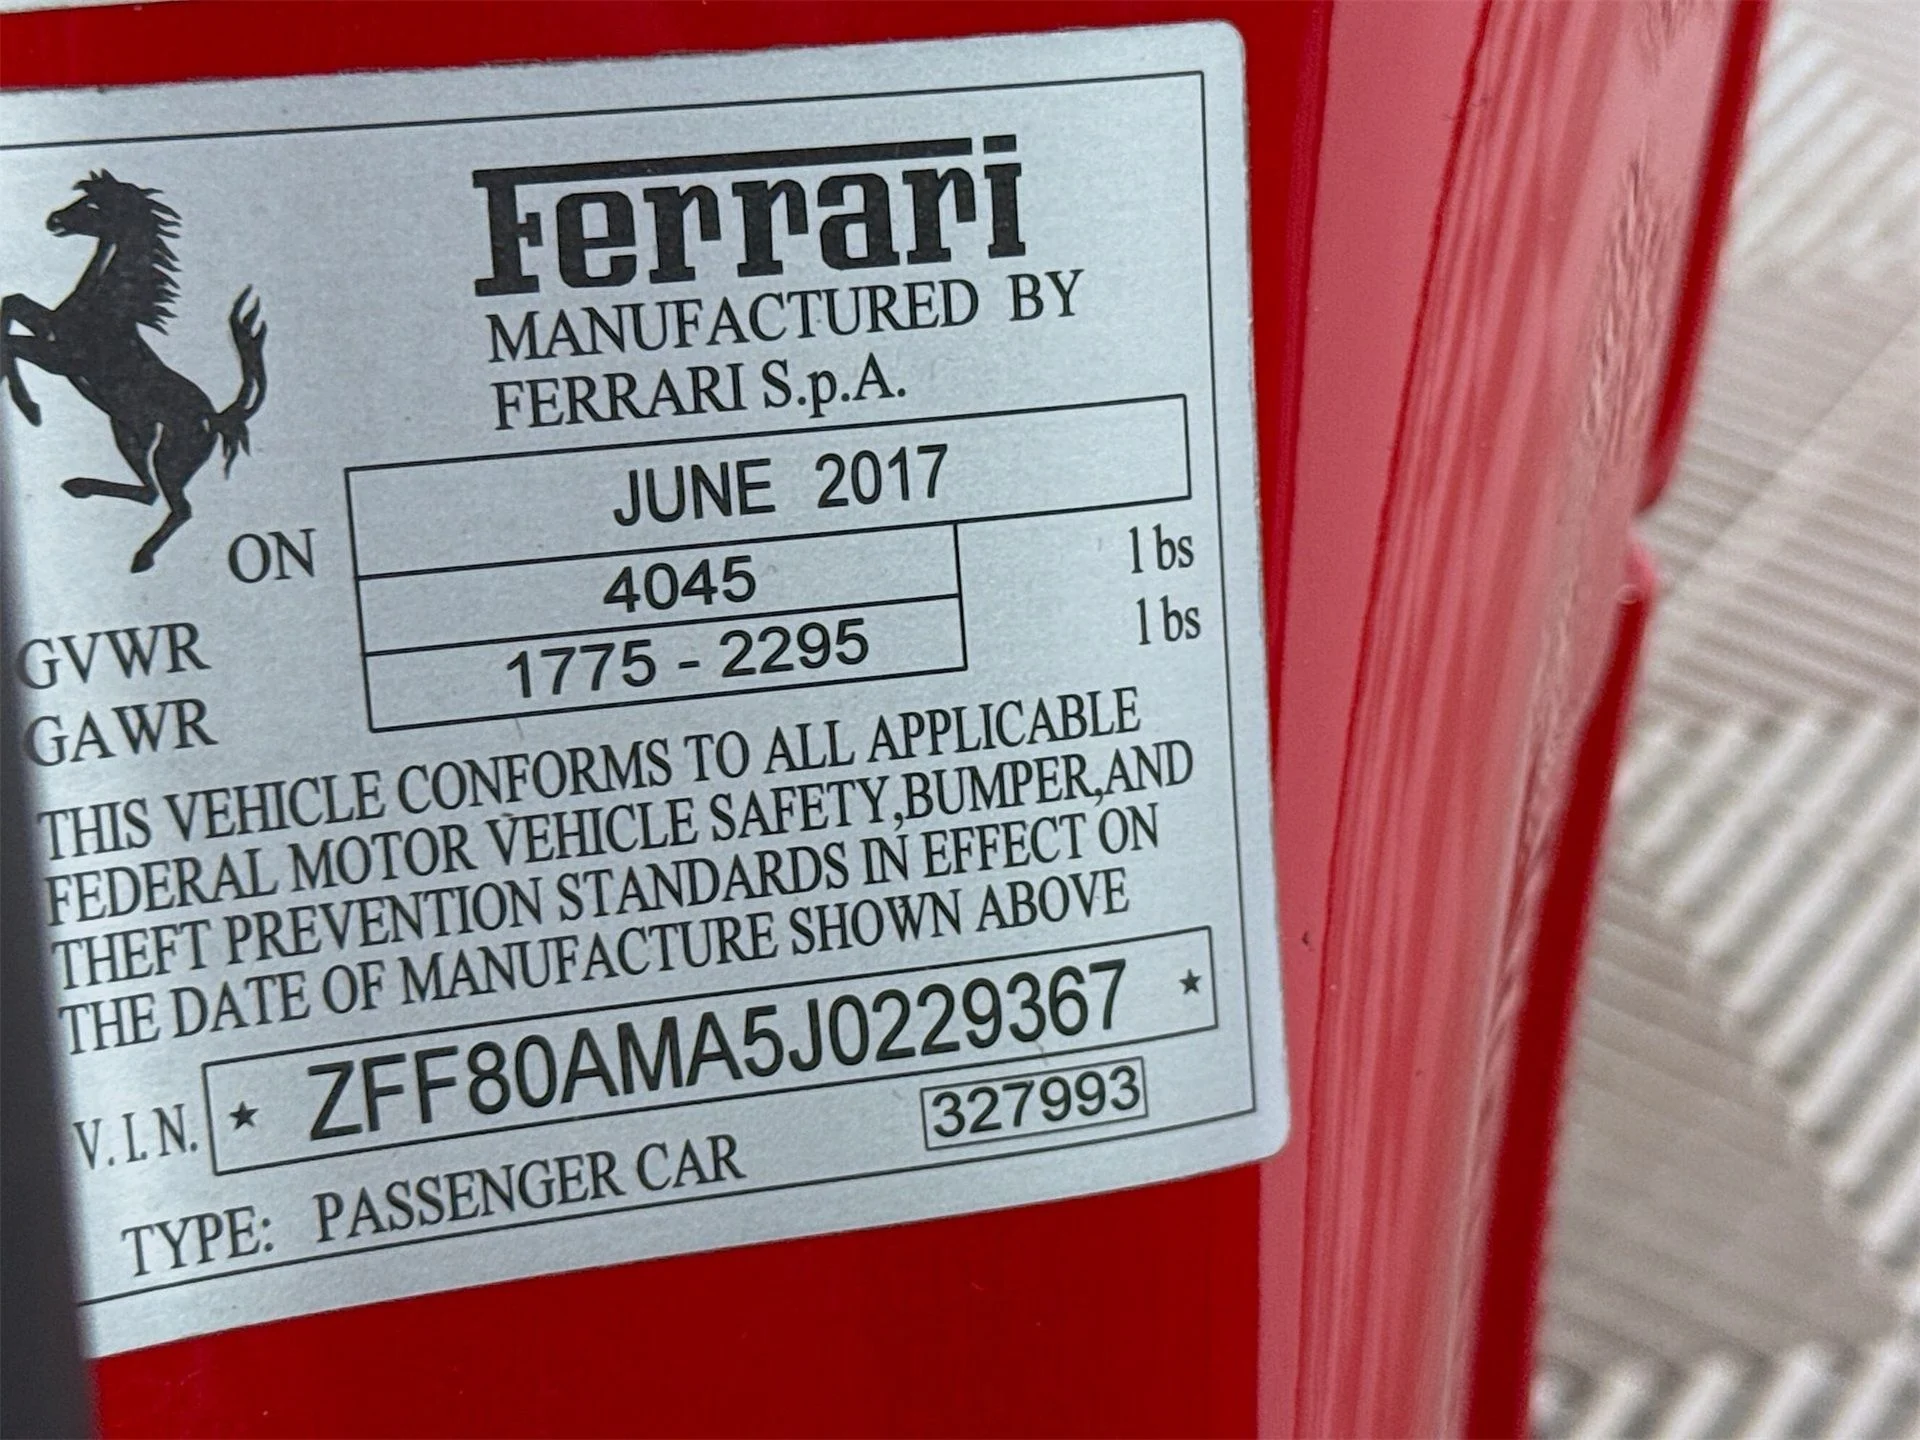 Ferrari
MANUFACTURED BY
FERRARI S.p.A.
ON JUNE 2017
GVWR 4045 lbs
GAWR 1775 - 2295 lbs
THIS VEHICLE CONFORMS TO ALL APPLICABLE
FEDERAL MOTOR VEHICLE SAFETY,BUMPER,AND
THEFT PREVENTION STANDARDS IN EFFECT ON
THE DATE OF MANUFACTURE SHOWN ABOVE
V.I.N. ★ ZFF80AMA5J0229367 ★
327993
TYPE: PASSENGER CAR